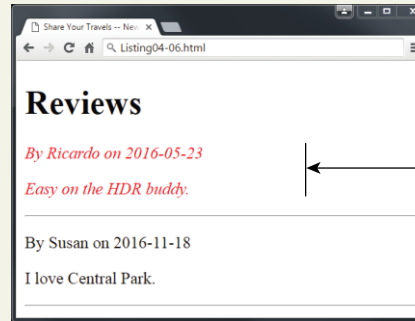 Share Your Travels -- Nev
Listing04-06.html
Reviews
By Ricardo on 2016-05-23
Easy on the HDR buddy.
By Susan on 2016-11-18
I love Central Park.